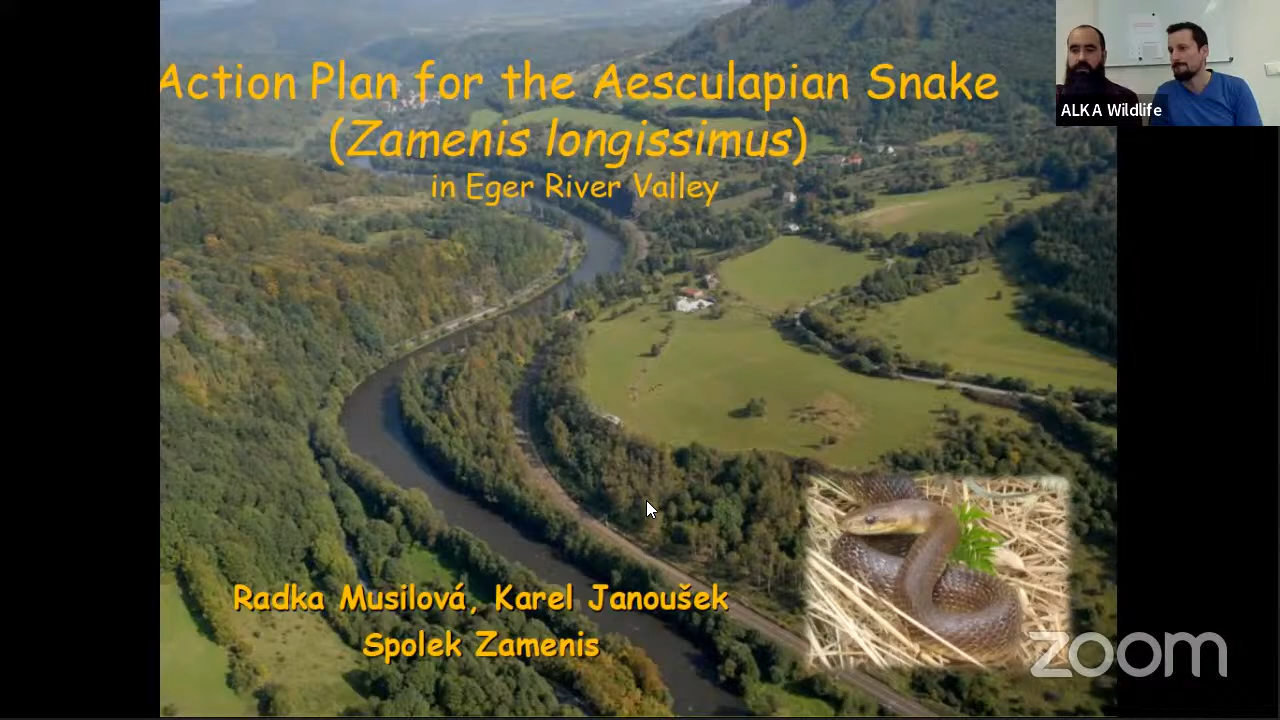 Action Plan for the Aesculapian Snake
(Zamenis longissimus)
in Eger River Valley
ALKA Wildlife
Radka Musilová, Karel Janoušek
Spolek Zamenis
zoom